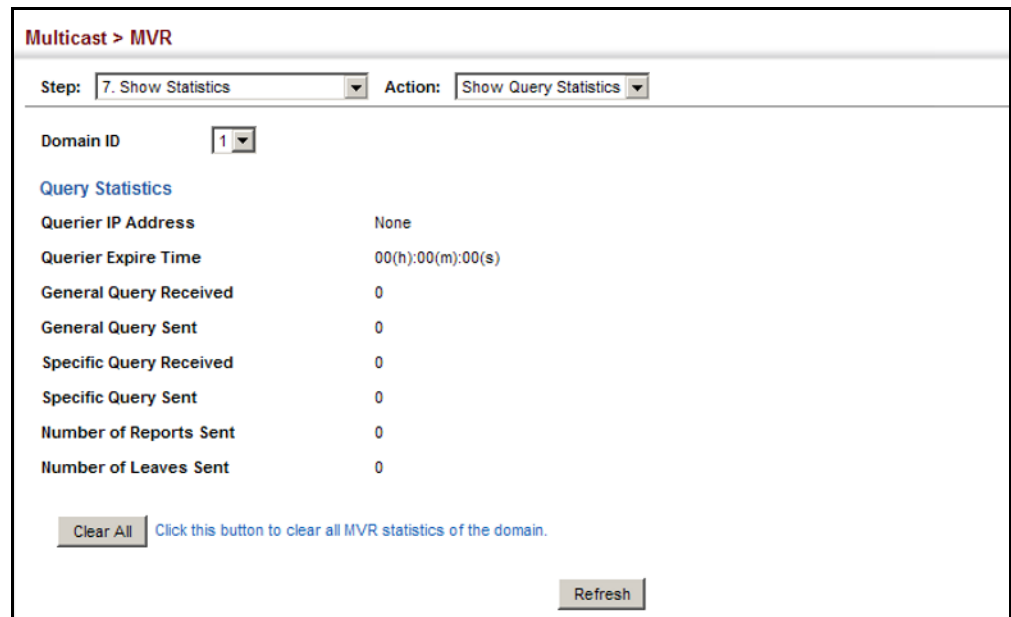 Multicast > MVR
Step: 7. Show Statistics Action: Show Query Statistics
Domain ID 1
Query Statistics
Querier IP Address None
Querier Expire Time 00(h):00(m):00(s)
General Query Received 0
General Query Sent 0
Specific Query Received 0
Specific Query Sent 0
Number of Reports Sent 0
Number of Leaves Sent 0
Clear All Click this button to clear all MVR statistics of the domain.
Refresh